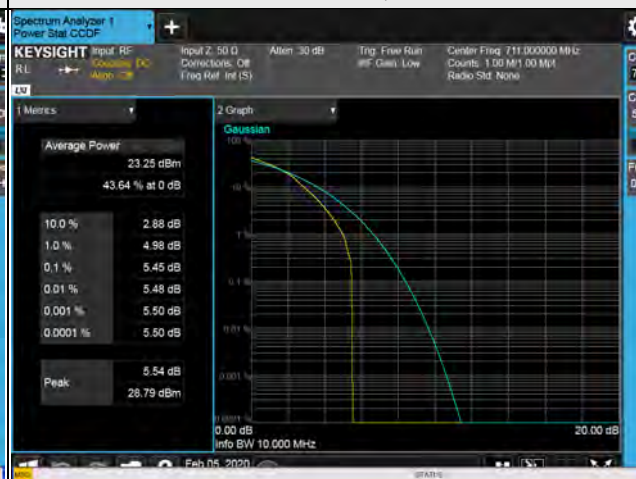 Spectrum Analyzer 1
Power Stat CCDF
+
KEYSIGHT
Input: RF
Coupling: DC
Align: Off
Input Z: 50 Ω
Corrections: Off
Freq Ref: Int (S)
Atten: 30 dB
Trig: Free Run
#IF Gain: Low
Center Freq: 711.000000 MHz
Counts: 1.00 M/1.00 Mpt
Radio Std: None
RL
LXI
1 Metrics
2 Graph
Average Power
23.25 dBm
43.64 % at 0 dB
10.0 % 2.88 dB
1.0 % 4.98 dB
0.1 % 5.45 dB
0.01 % 5.48 dB
0.001 % 5.50 dB
0.0001 % 5.50 dB
Peak
5.54 dB
28.79 dBm
Gaussian
100 %
10 %
1 %
0.1 %
0.01 %
0.001 %
0.0001 %
0.00 dB
20.00 dB
Info BW 10.000 MHz
Feb 05, 2020
MSG
STATUS